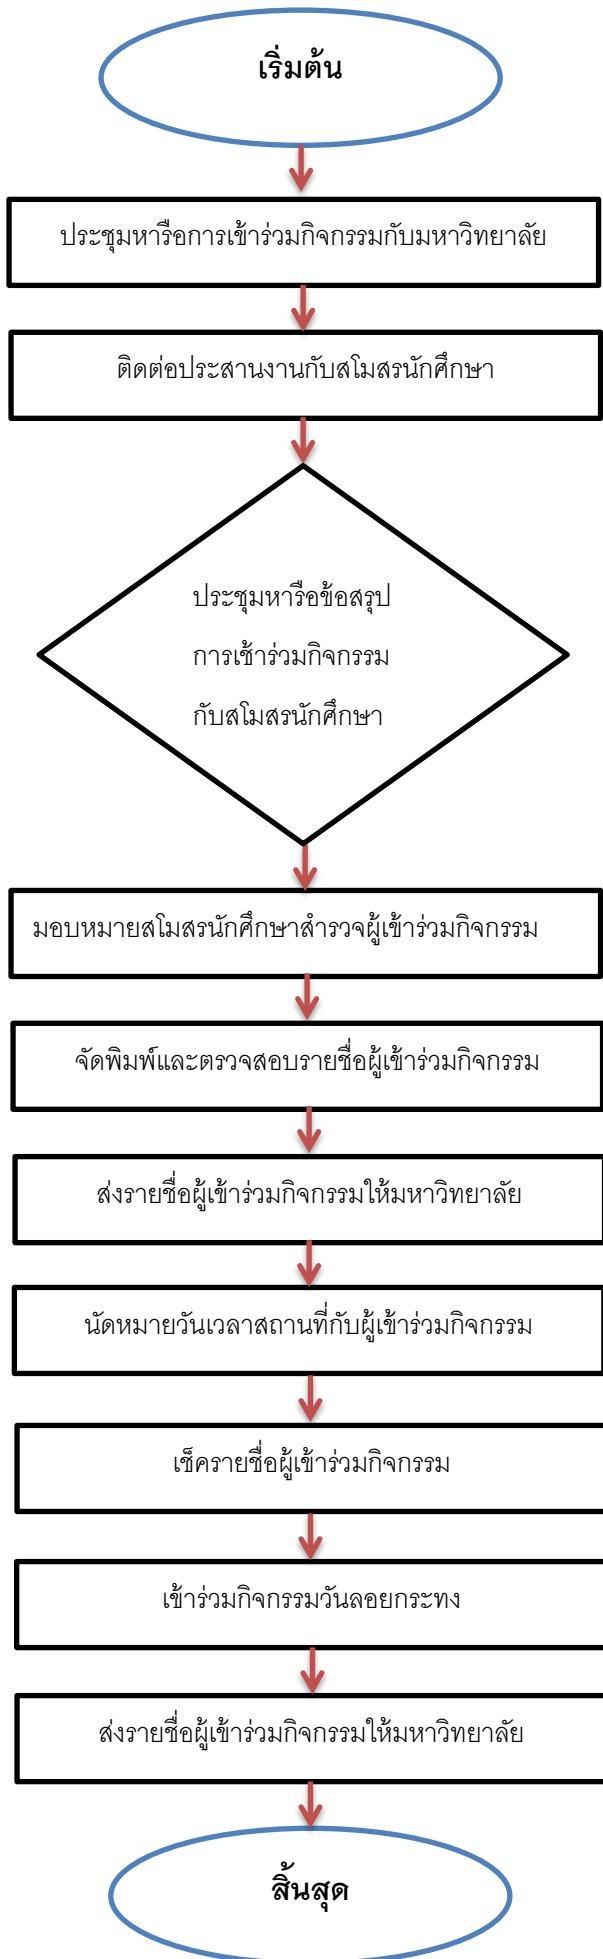 เริ่มต้น
ประชุมหารือการเข้าร่วมกิจกรรมกับมหาวิทยาลัย
ติดต่อประสานงานกับสโมสรนักศึกษา
ประชุมหารือข้อสรุป
การเข้าร่วมกิจกรรม
กับสโมสรนักศึกษา
มอบหมายสโมสรนักศึกษาสำรวจผู้เข้าร่วมกิจกรรม
จัดพิมพ์และตรวจสอบรายชื่อผู้เข้าร่วมกิจกรรม
ส่งรายชื่อผู้เข้าร่วมกิจกรรมให้มหาวิทยาลัย
นัดหมายวันเวลาสถานที่กับผู้เข้าร่วมกิจกรรม
เช็ครายชื่อผู้เข้าร่วมกิจกรรม
เข้าร่วมกิจกรรมวันลอยกระทง
ส่งรายชื่อผู้เข้าร่วมกิจกรรมให้มหาวิทยาลัย
สิ้นสุด